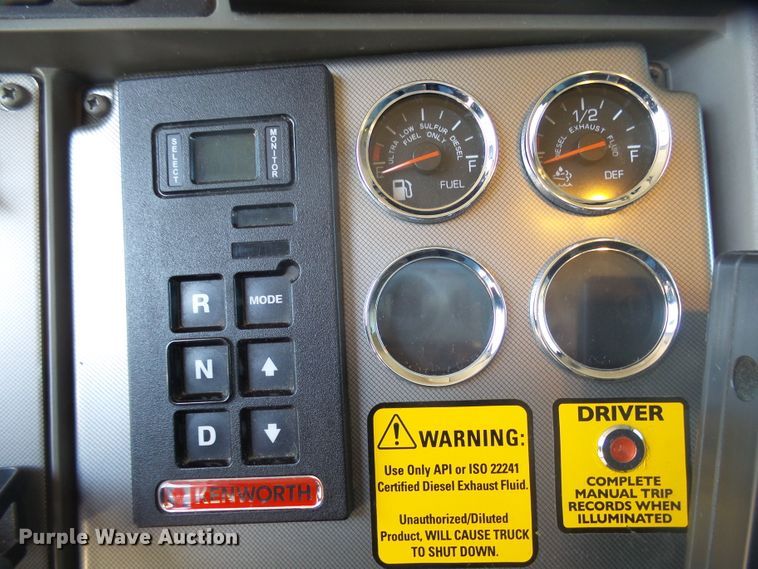 SELECT
MONITOR
R
MODE
N
D
KENWORTH
ULTRA LOW SULFUR DIESEL
FUEL ONLY
F
FUEL
1/2
DIESEL EXHAUST FLUID
F
DEF
WARNING:
Use Only API or ISO 22241
Certified Diesel Exhaust Fluid.
Unauthorized/Diluted
Product, WILL CAUSE TRUCK
TO SHUT DOWN.
DRIVER
COMPLETE
MANUAL TRIP
RECORDS WHEN
ILLUMINATED
Purple Wave Auction